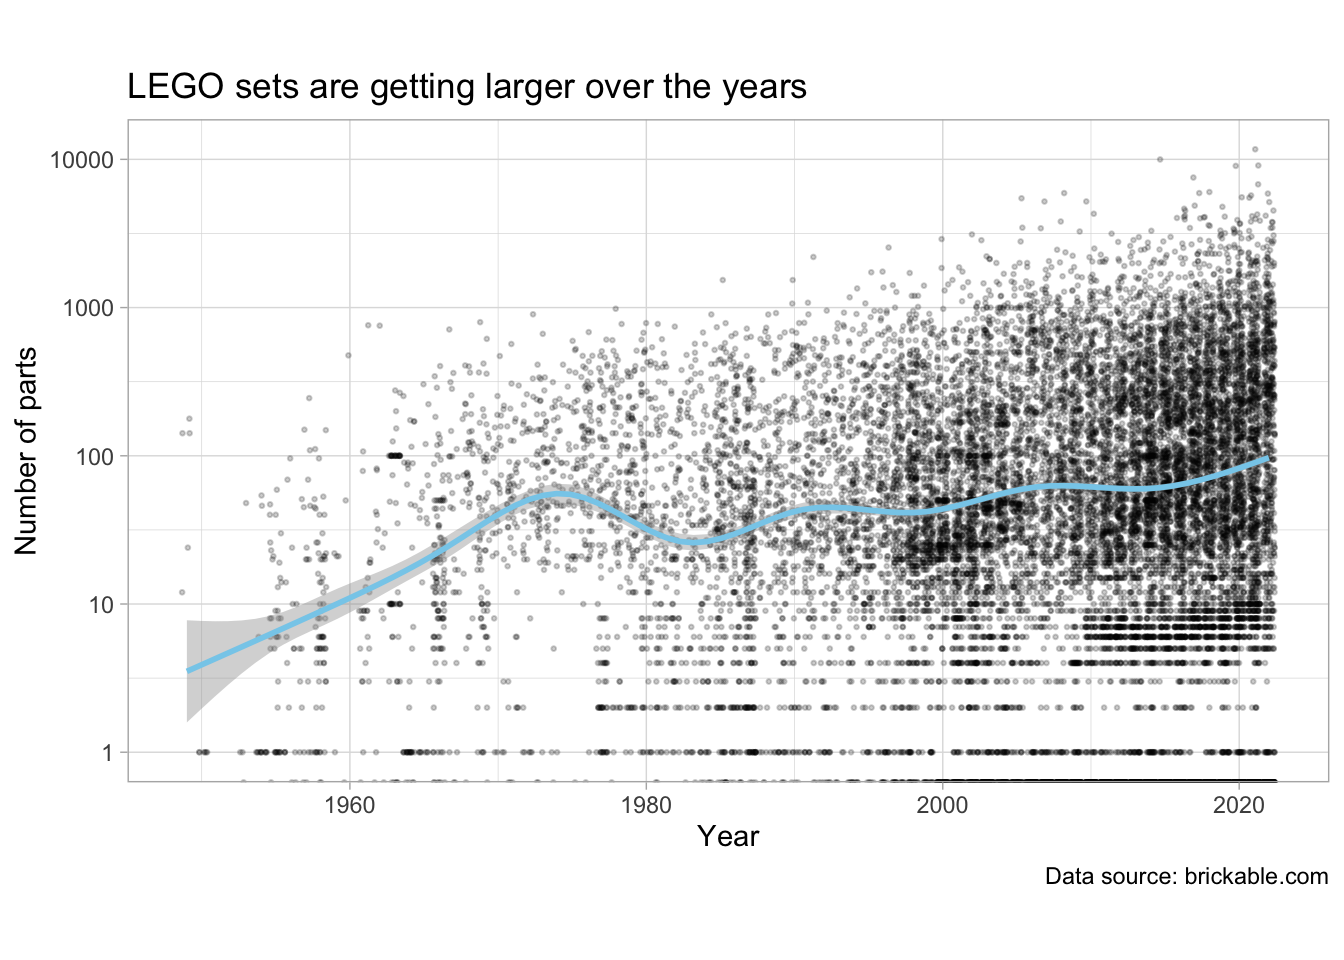 LEGO sets are getting larger over the years
10000
1000
100
10
1
Number of parts
1960 1980 2000 2020
Year
Data source: brickable.com